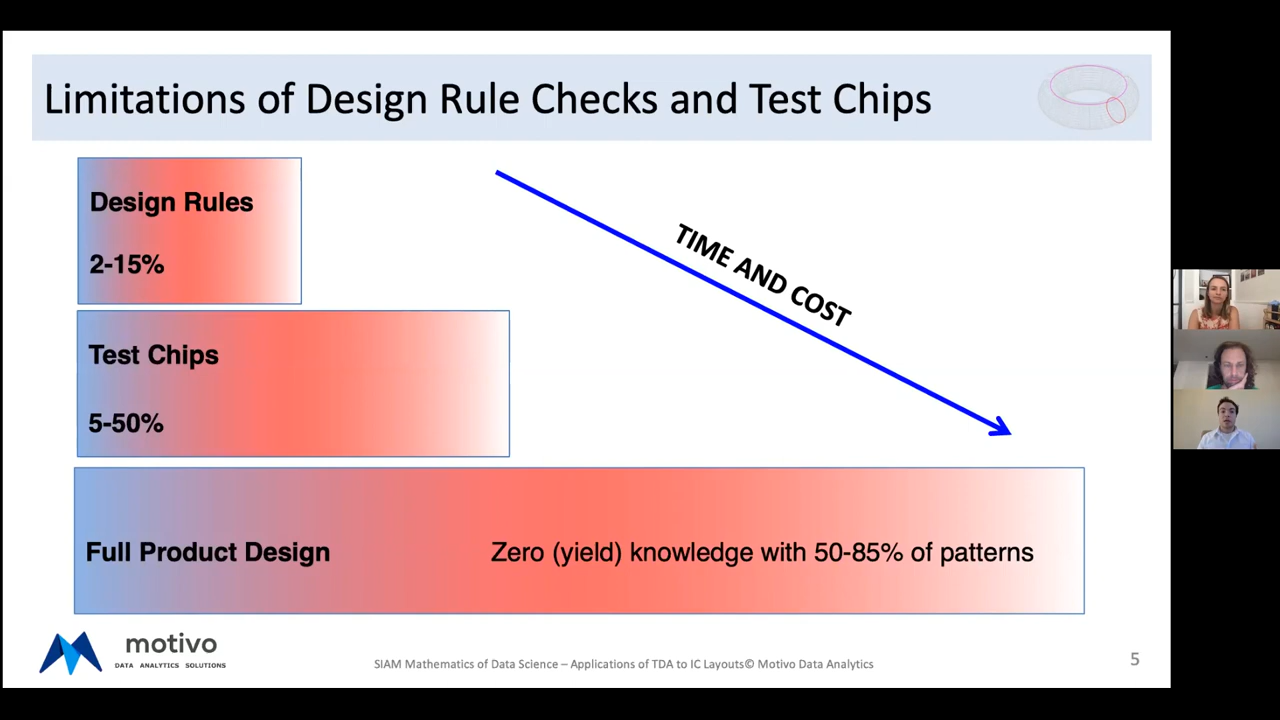 Limitations of Design Rule Checks and Test Chips
Design Rules
2-15%
TIME AND COST
Test Chips
5-50%
Full Product Design
Zero (yield) knowledge with 50-85% of patterns
motivo
DATA ANALYTICS SOLUTIONS
SIAM Mathematics of Data Science – Applications of TDA to IC Layouts© Motivo Data Analytics
5